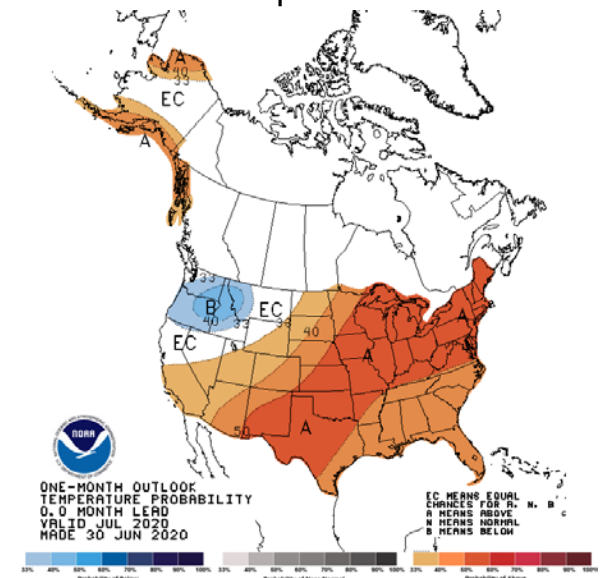 A
40
33
EC
A
33
B
40
33
EC
33
40
EC
A
A
50
A
NOAA
ONE-MONTH OUTLOOK
TEMPERATURE PROBABILITY
0.0 MONTH LEAD
VALID JUL 2020
MADE 30 JUN 2020
EC MEANS EQUAL
CHANCES FOR A, N, B
A MEANS ABOVE
N MEANS NORMAL
B MEANS BELOW
33% 40% 50% 60% 70% 80% 90% 100%
33% 40% 50% 60% 70% 80% 90% 100%
33% 40% 50% 60% 70% 80% 90% 100%